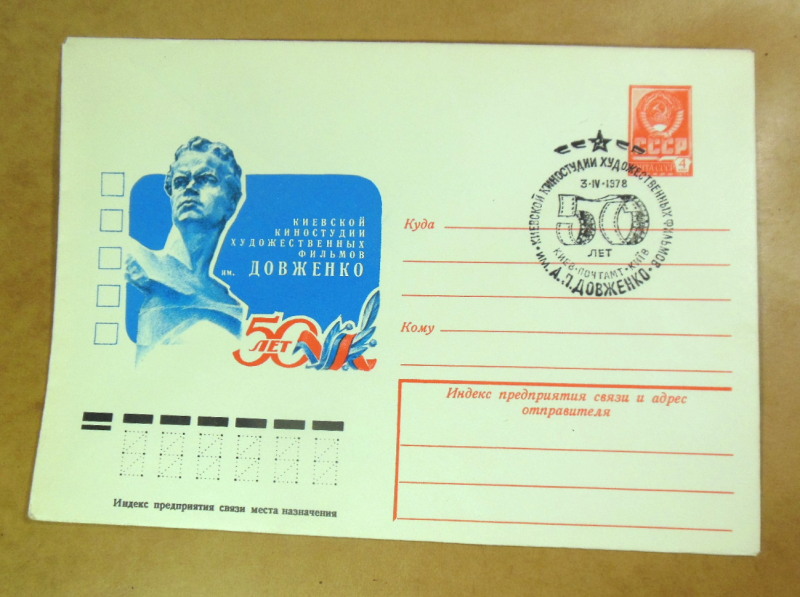 КИЕВСКОЙ
КИНОСТУДИИ
ХУДОЖЕСТВЕННЫХ
ФИЛЬМОВ
им. ДОВЖЕНКО
50
ЛЕТ
СССР
ПОЧТА
4
КИЕВСКОЙ КИНОСТУДИИ ХУДОЖЕСТВЕННЫХ ФИЛЬМОВ
3·IV·1978
50
ЛЕТ
КИЕВ-ПОЧТАМТ-КИЇВ
ИМ. А.П. ДОВЖЕНКО
Куда
Кому
Индекс предприятия связи и адрес
отправителя
Индекс предприятия связи места назначения